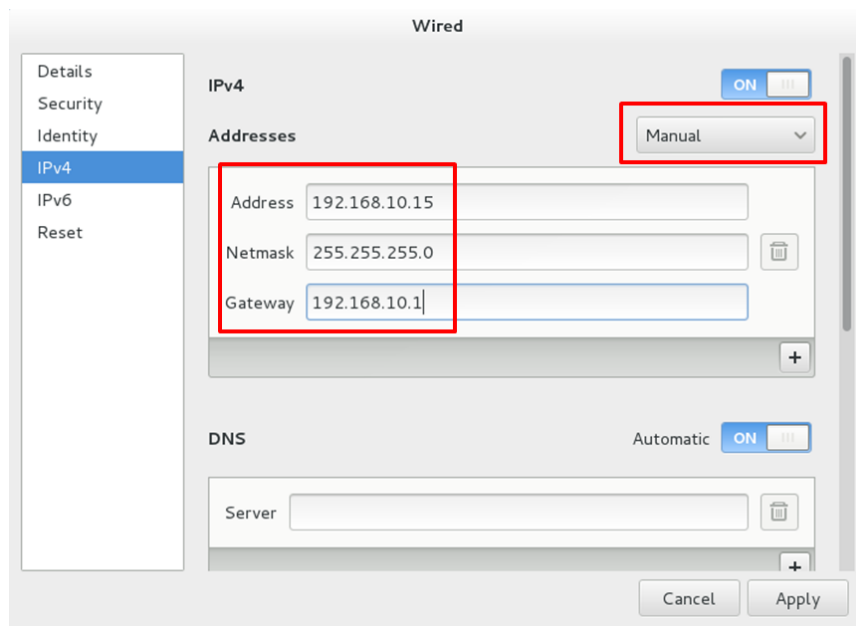 Wired
Details
Security
Identity
IPv4
IPv6
Reset
IPv4 ON
Addresses Manual
Address 192.168.10.15
Netmask 255.255.255.0
Gateway 192.168.10.1
+
DNS Automatic ON
Server
+
Cancel Apply